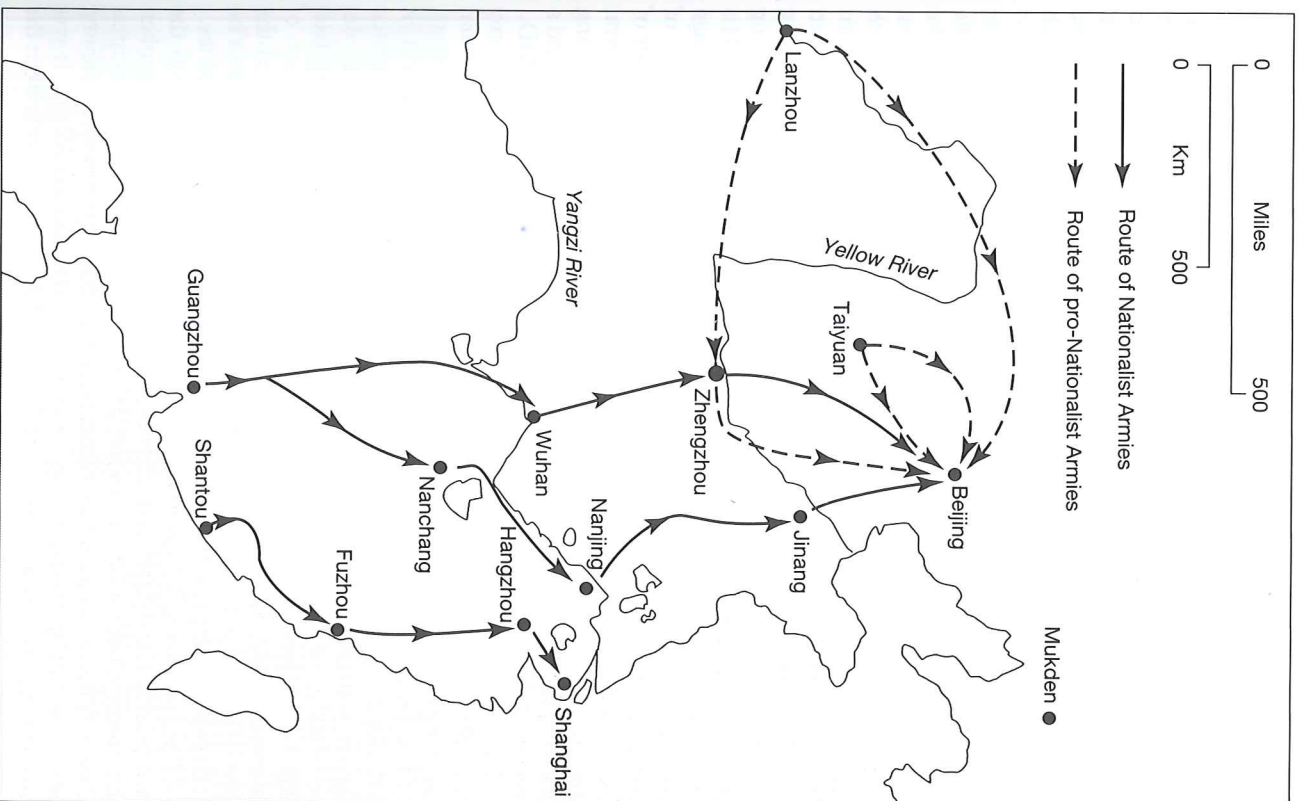 0 Miles 500
0 Km 500
Route of Nationalist Armies
Route of pro-Nationalist Armies
Mukden
Lanzhou
Yellow River
Taiyuan
Beijing
Jinang
Zhengzhou
Yangzi River
Wuhan
Nanjing
Hangzhou
Shanghai
Nanchang
Fuzhou
Guangzhou
Shantou